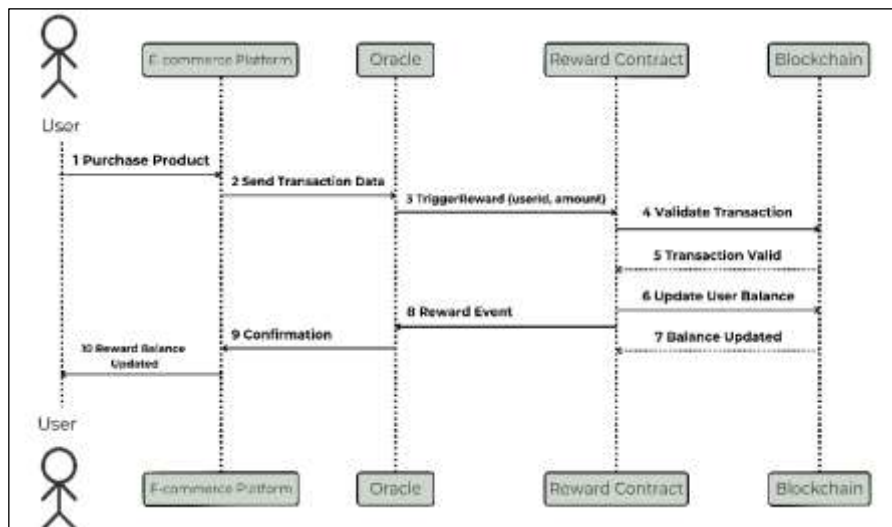 E-commerce Platform
Oracle
Reward Contract
Blockchain
User
1 Purchase Product
2 Send Transaction Data
3 TriggerReward (userId, amount)
4 Validate Transaction
5 Transaction Valid
6 Update User Balance
8 Reward Event
7 Balance Updated
9 Confirmation
10 Reward Balance
Updated
User
E-commerce Platform
Oracle
Reward Contract
Blockchain